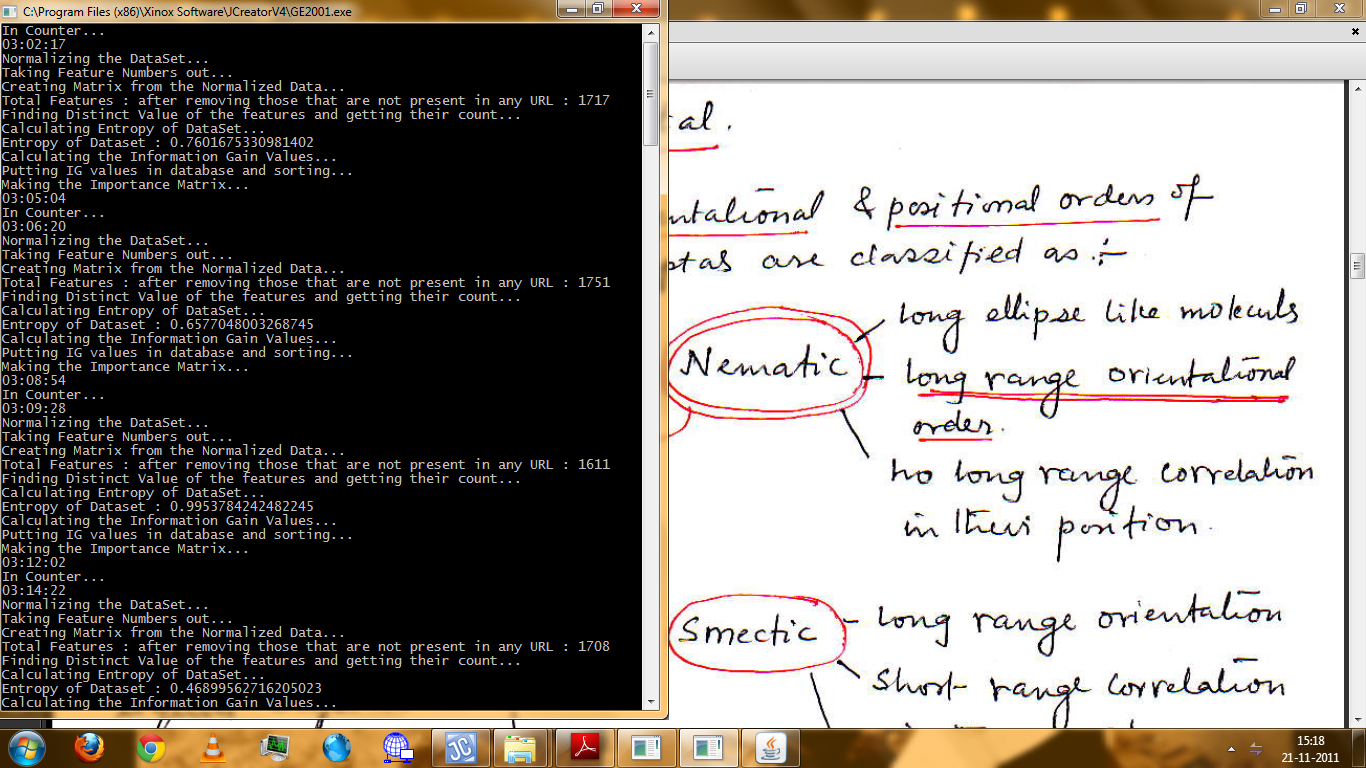 C:\Program Files (x86)\Xinox Software\JCreatorV4\GE2001.exe
In Counter...
03:02:17
Normalizing the DataSet...
Taking Feature Numbers out...
Creating Matrix from the Normalized Data...
Total Features : after removing those that are not present in any URL : 1717
Finding Distinct Value of the features and getting their count...
Calculating Entropy of DataSet...
Entropy of Dataset : 0.7601675330981402
Calculating the Information Gain Values...
Putting IG values in database and sorting...
Making the Importance Matrix...
03:05:04
In Counter...
03:06:20
Normalizing the DataSet...
Taking Feature Numbers out...
Creating Matrix from the Normalized Data...
Total Features : after removing those that are not present in any URL : 1751
Finding Distinct Value of the features and getting their count...
Calculating Entropy of DataSet...
Entropy of Dataset : 0.6577048003268745
Calculating the Information Gain Values...
Putting IG values in database and sorting...
Making the Importance Matrix...
03:08:54
In Counter...
03:09:28
Normalizing the DataSet...
Taking Feature Numbers out...
Creating Matrix from the Normalized Data...
Total Features : after removing those that are not present in any URL : 1611
Finding Distinct Value of the features and getting their count...
Calculating Entropy of DataSet...
Entropy of Dataset : 0.9953784242482245
Calculating the Information Gain Values...
Putting IG values in database and sorting...
Making the Importance Matrix...
03:12:02
In Counter...
03:14:22
Normalizing the DataSet...
Taking Feature Numbers out...
Creating Matrix from the Normalized Data...
Total Features : after removing those that are not present in any URL : 1708
Finding Distinct Value of the features and getting their count...
Calculating Entropy of DataSet...
Entropy of Dataset : 0.46899562716205023
Calculating the Information Gain Values...
al.
ntational & positional orders of
stals are classified as :-
long ellipse like moleculs
Nematic - long range orientational
order.
no long range correlation
in their position.
Smectic - long range orientation
short range correlation
15:18
21-11-2011